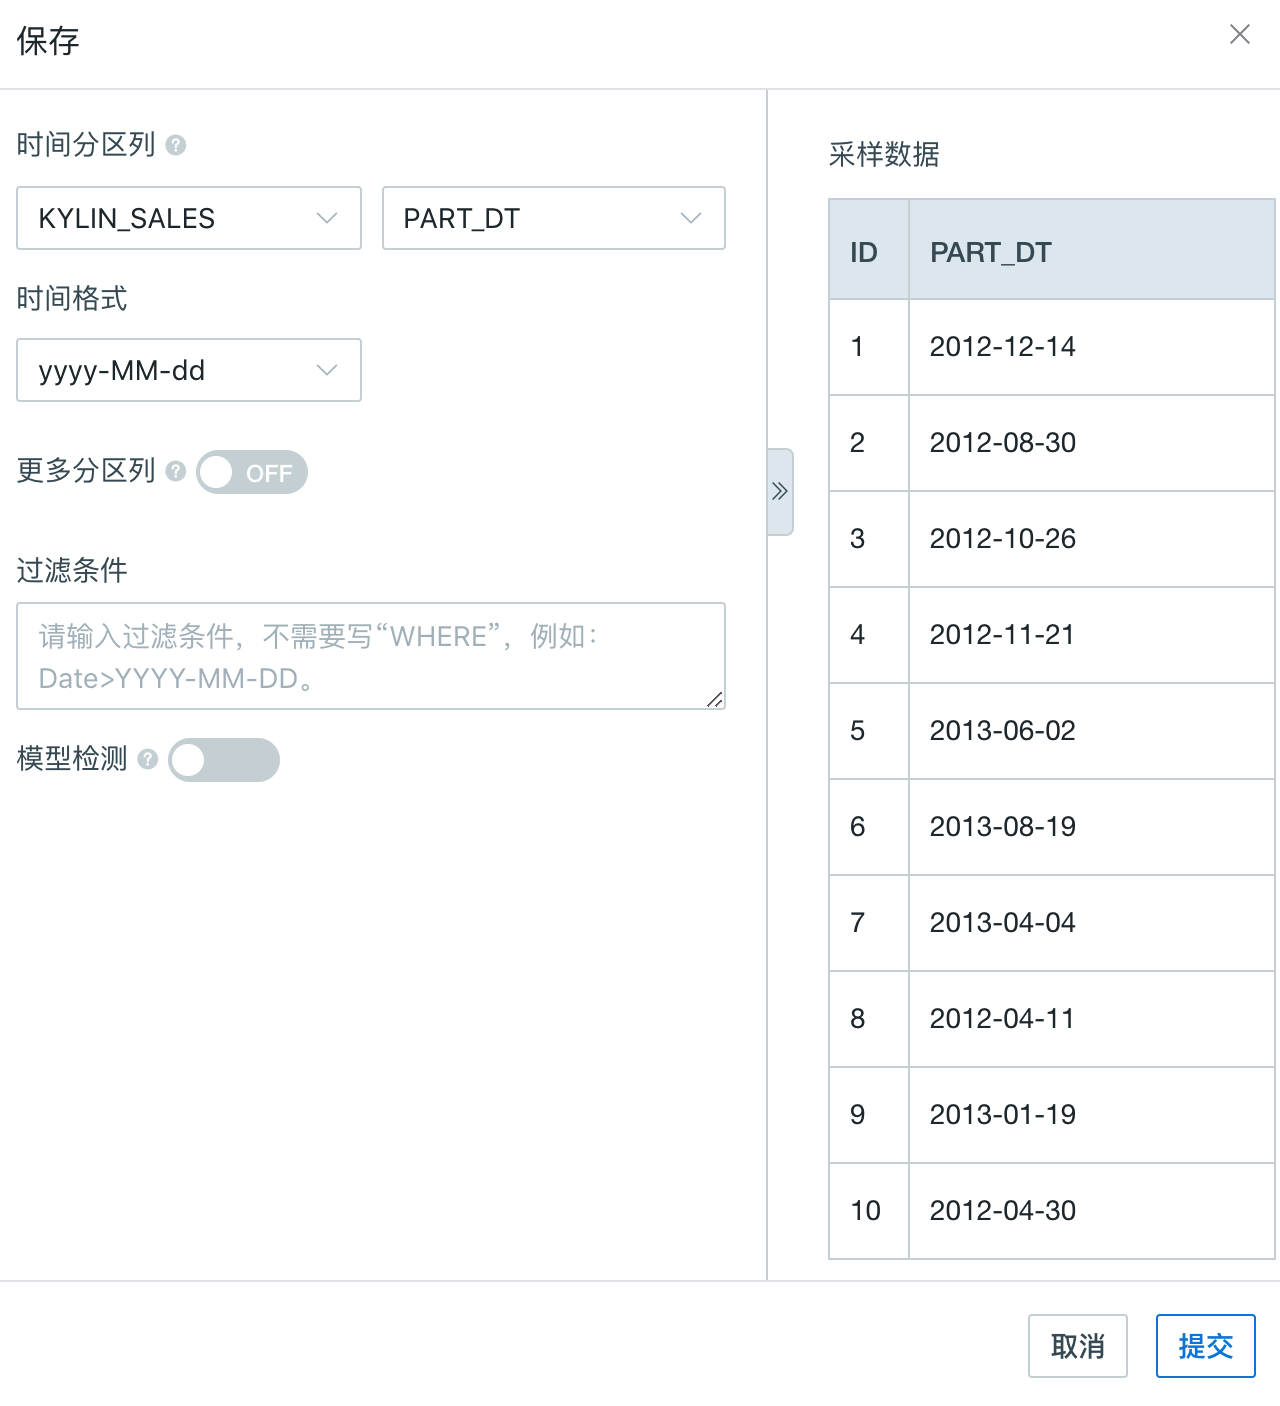 保存
时间分区列 ?
KYLIN_SALES PART_DT
时间格式
yyyy-MM-dd
更多分区列 ? OFF
过滤条件
请输入过滤条件，不需要写“WHERE”，例如：
Date>YYYY-MM-DD。
模型检测 ?
采样数据
ID PART_DT
1 2012-12-14
2 2012-08-30
3 2012-10-26
4 2012-11-21
5 2013-06-02
6 2013-08-19
7 2013-04-04
8 2012-04-11
9 2013-01-19
10 2012-04-30
取消 提交